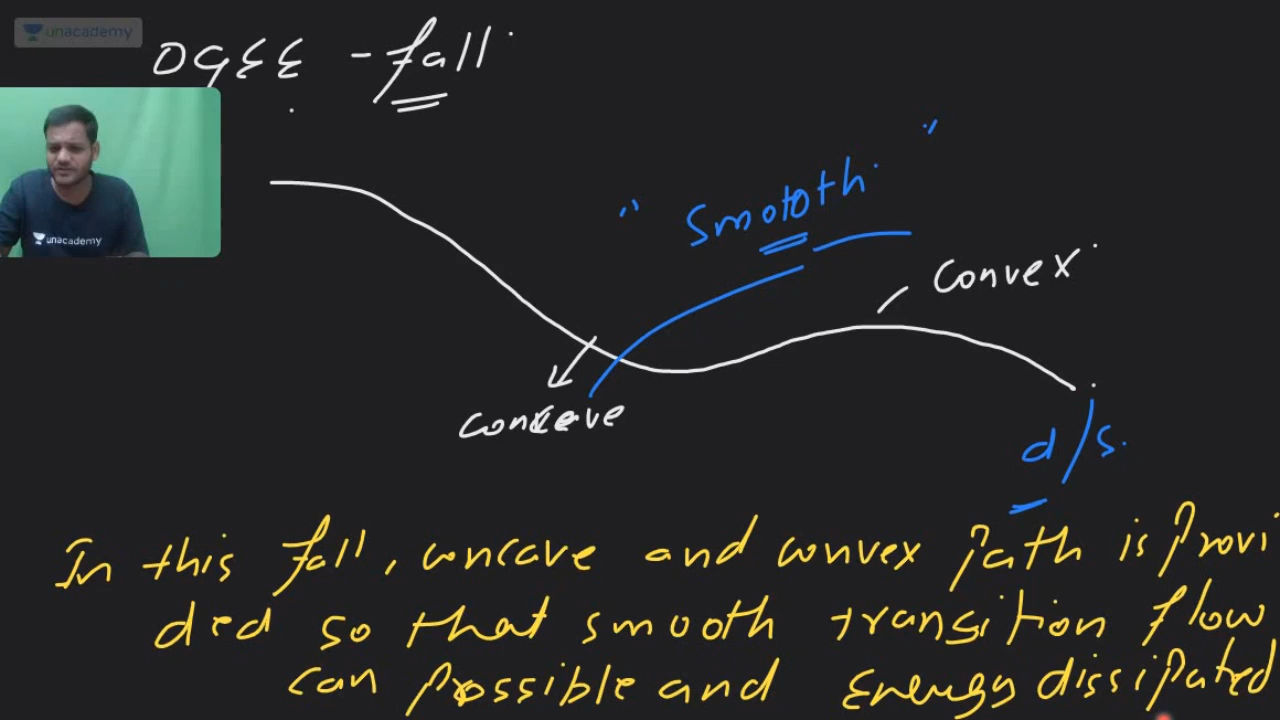 unacademy
OGEE - fall
unacademy
" Smooth "
Convex
Concave
d/s.
In this fall, concave and convex path is provi
ded so that smooth transition flow
can possible and Energy dissipated